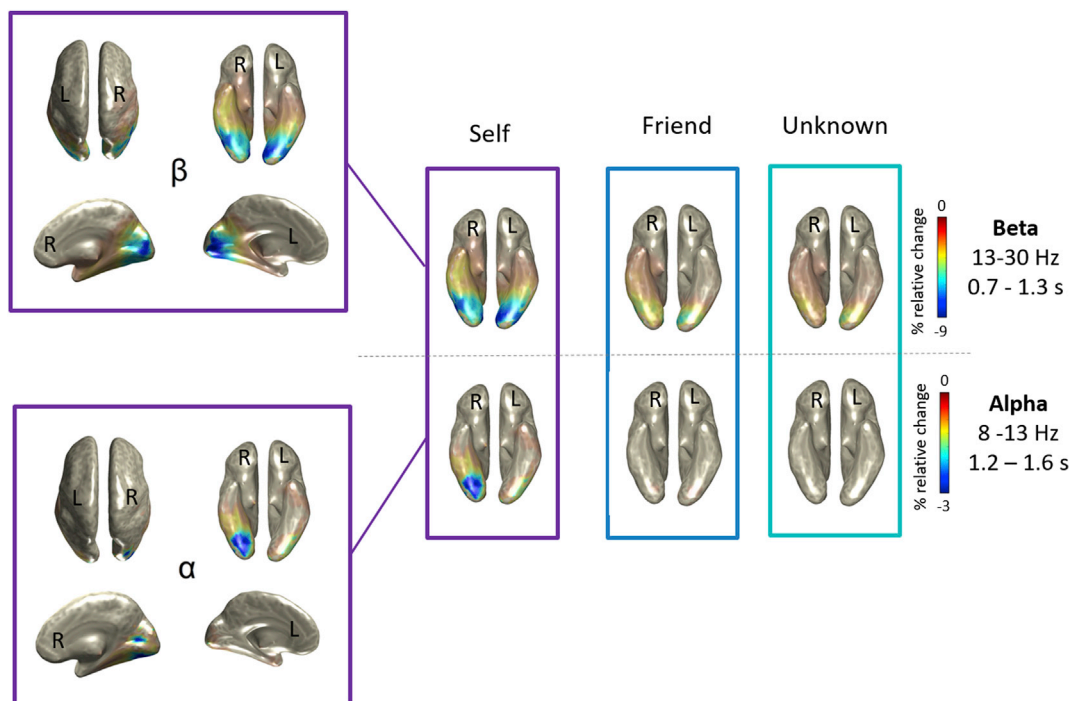 L
R
R
L
β
R
L
Self
Friend
Unknown
R
L
R
L
R
L
0
% relative change
-9
Beta
13-30 Hz
0.7 - 1.3 s
R
L
R
L
R
L
0
% relative change
-3
Alpha
8 -13 Hz
1.2 – 1.6 s
L
R
R
L
α
R
L